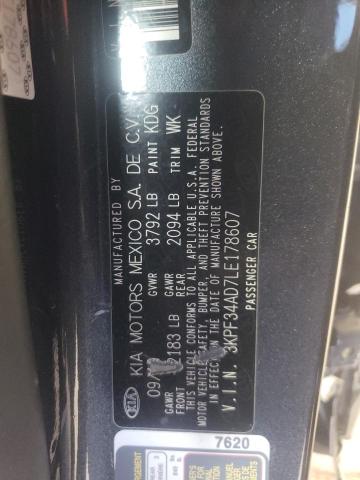 MANUFACTURED BY
KIA KIA MOTORS MEXICO S.A. DE C.V.
09/ GVWR 3792 LB PAINT KDG
GAWR FRONT 2183 LB GAWR REAR 2094 LB TRIM WK
THIS VEHICLE CONFORMS TO ALL APPLICABLE U.S.A. FEDERAL
MOTOR VEHICLE SAFETY, BUMPER, AND THEFT PREVENTION STANDARDS
IN EFFECT ON THE DATE OF MANUFACTURE SHOWN ABOVE
V.I.N. 3KPF34AD7LE178607
PASSENGER CAR
7620